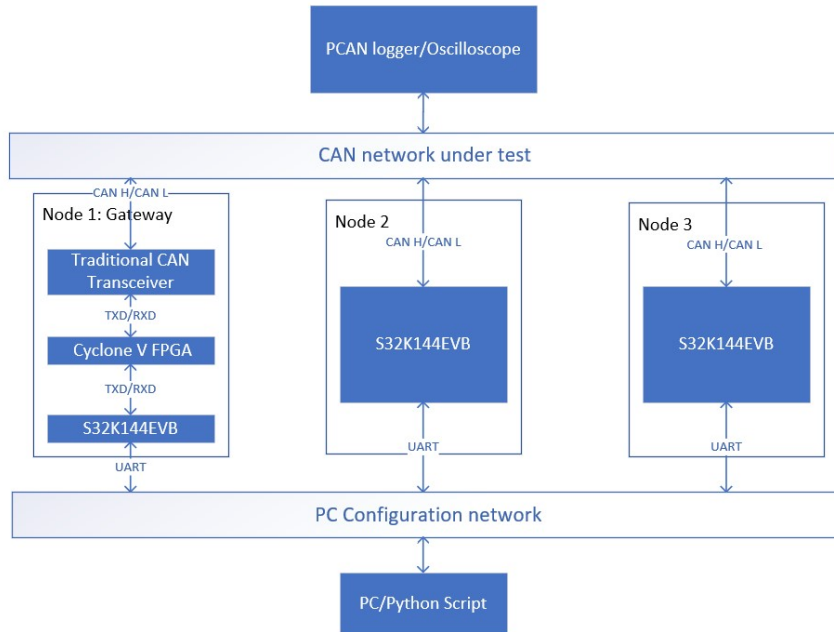 PCAN logger/Oscilloscope
CAN network under test
CAN H/CAN L
Node 1: Gateway
Traditional CAN
Transceiver
TXD/RXD
Cyclone V FPGA
TXD/RXD
S32K144EVB
UART
Node 2
CAN H/CAN L
S32K144EVB
UART
Node 3
CAN H/CAN L
S32K144EVB
UART
PC Configuration network
PC/Python Script